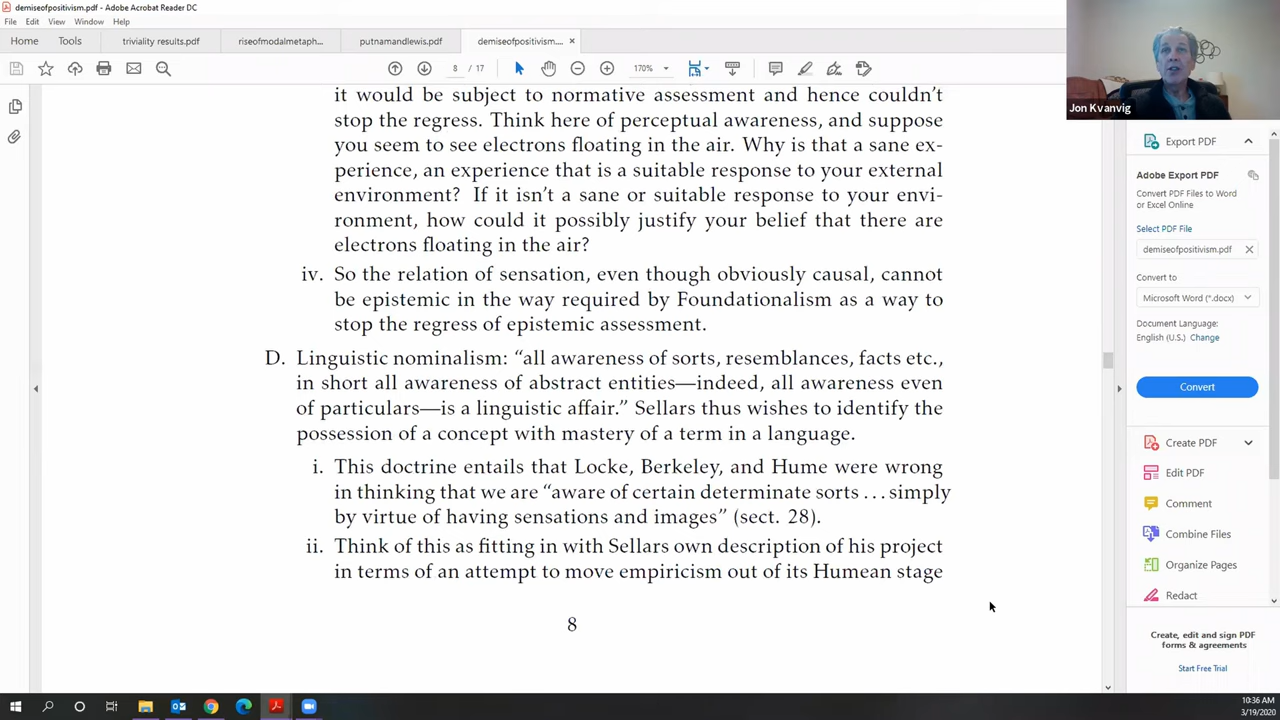 demiseofpositivism.pdf - Adobe Acrobat Reader DC
File Edit View Window Help
Home Tools triviality results.pdf riseofmodalmetaph... putnamandlewis.pdf demiseofpositivism....
8 / 17 170%
Jon Kvanvig
it would be subject to normative assessment and hence couldn't
stop the regress. Think here of perceptual awareness, and suppose
you seem to see electrons floating in the air. Why is that a sane ex-
perience, an experience that is a suitable response to your external
environment? If it isn't a sane or suitable response to your envi-
ronment, how could it possibly justify your belief that there are
electrons floating in the air?
iv. So the relation of sensation, even though obviously causal, cannot
be epistemic in the way required by Foundationalism as a way to
stop the regress of epistemic assessment.
D. Linguistic nominalism: "all awareness of sorts, resemblances, facts etc.,
in short all awareness of abstract entities—indeed, all awareness even
of particulars—is a linguistic affair." Sellars thus wishes to identify the
possession of a concept with mastery of a term in a language.
i. This doctrine entails that Locke, Berkeley, and Hume were wrong
in thinking that we are "aware of certain determinate sorts ... simply
by virtue of having sensations and images" (sect. 28).
ii. Think of this as fitting in with Sellars own description of his project
in terms of an attempt to move empiricism out of its Humean stage
8
Export PDF
Adobe Export PDF
Convert PDF Files to Word
or Excel Online
Select PDF File
demiseofpositivism.pdf
Convert to
Microsoft Word (*.docx)
Document Language:
English (U.S.) Change
Convert
Create PDF
Edit PDF
Comment
Combine Files
Organize Pages
Redact
Create, edit and sign PDF
forms & agreements
Start Free Trial
10:36 AM
3/19/2020